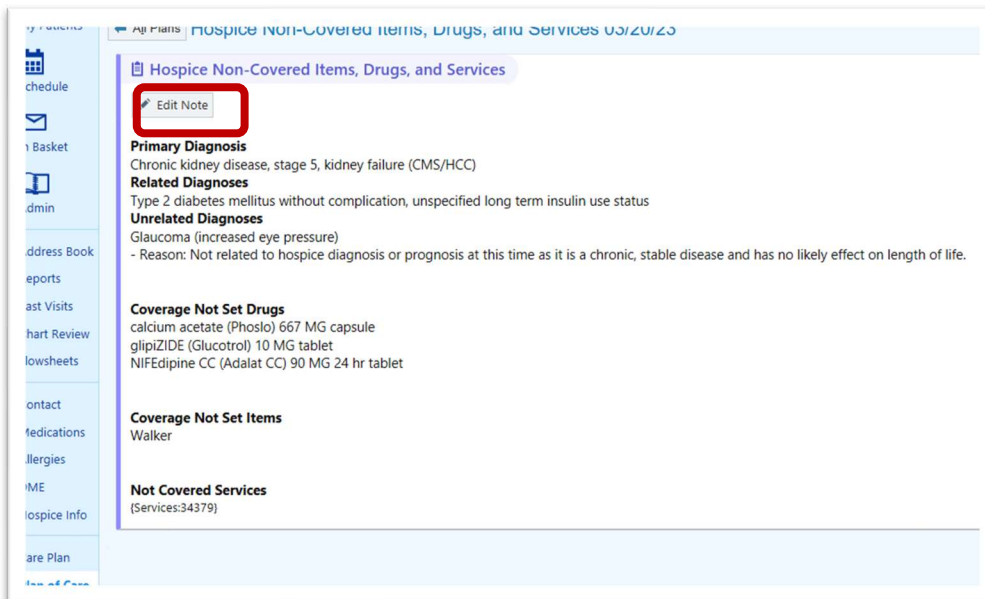 y Patients
chedule
n Basket
dmin
ddress Book
eports
ast Visits
hart Review
lowsheets
ontact
Medications
llergies
ME
ospice Info
are Plan
lan of Care
All Plans Hospice Non-Covered Items, Drugs, and Services 03/20/23
Hospice Non-Covered Items, Drugs, and Services
Edit Note
Primary Diagnosis
Chronic kidney disease, stage 5, kidney failure (CMS/HCC)
Related Diagnoses
Type 2 diabetes mellitus without complication, unspecified long term insulin use status
Unrelated Diagnoses
Glaucoma (increased eye pressure)
- Reason: Not related to hospice diagnosis or prognosis at this time as it is a chronic, stable disease and has no likely effect on length of life.
Coverage Not Set Drugs
calcium acetate (Phoslo) 667 MG capsule
glipiZIDE (Glucotrol) 10 MG tablet
NIFEdipine CC (Adalat CC) 90 MG 24 hr tablet
Coverage Not Set Items
Walker
Not Covered Services
{Services:34379}